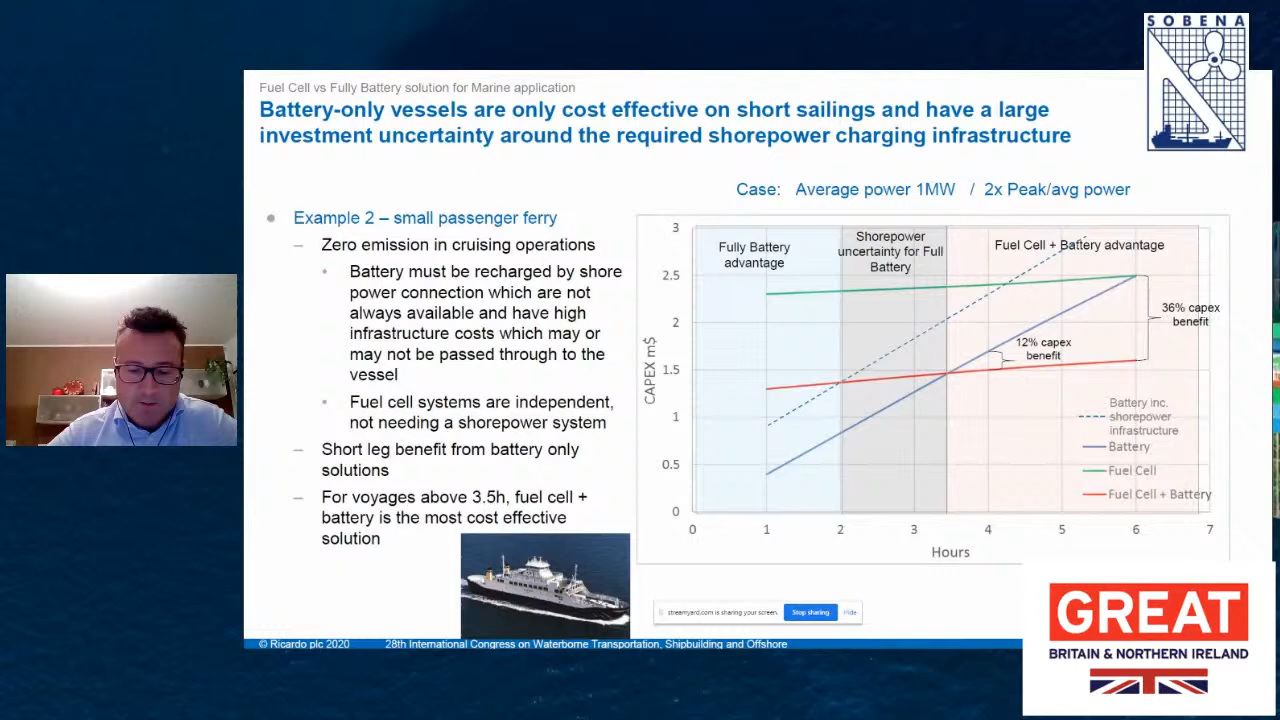 SOBENA
Fuel Cell vs Fully Battery solution for Marine application
Battery-only vessels are only cost effective on short sailings and have a large
investment uncertainty around the required shorepower charging infrastructure
Case: Average power 1MW / 2x Peak/avg power
Example 2 – small passenger ferry
– Zero emission in cruising operations
• Battery must be recharged by shore
power connection which are not
always available and have high
infrastructure costs which may or
may not be passed through to the
vessel
• Fuel cell systems are independent,
not needing a shorepower system
– Short leg benefit from battery only
solutions
– For voyages above 3.5h, fuel cell +
battery is the most cost effective
solution
CAPEX m$
3
2.5
2
1.5
1
0.5
0
Fully Battery
advantage
Shorepower
uncertainty for Full
Battery
Fuel Cell + Battery advantage
36% capex
benefit
12% capex
benefit
Battery inc.
shorepower
infrastructure
Battery
Fuel Cell
Fuel Cell + Battery
0 1 2 3 4 5 6 7
Hours
streamyard.com is sharing your screen. Stop sharing Hide
© Ricardo plc 2020 28th International Congress on Waterborne Transportation, Shipbuilding and Offshore
GREAT
BRITAIN & NORTHERN IRELAND